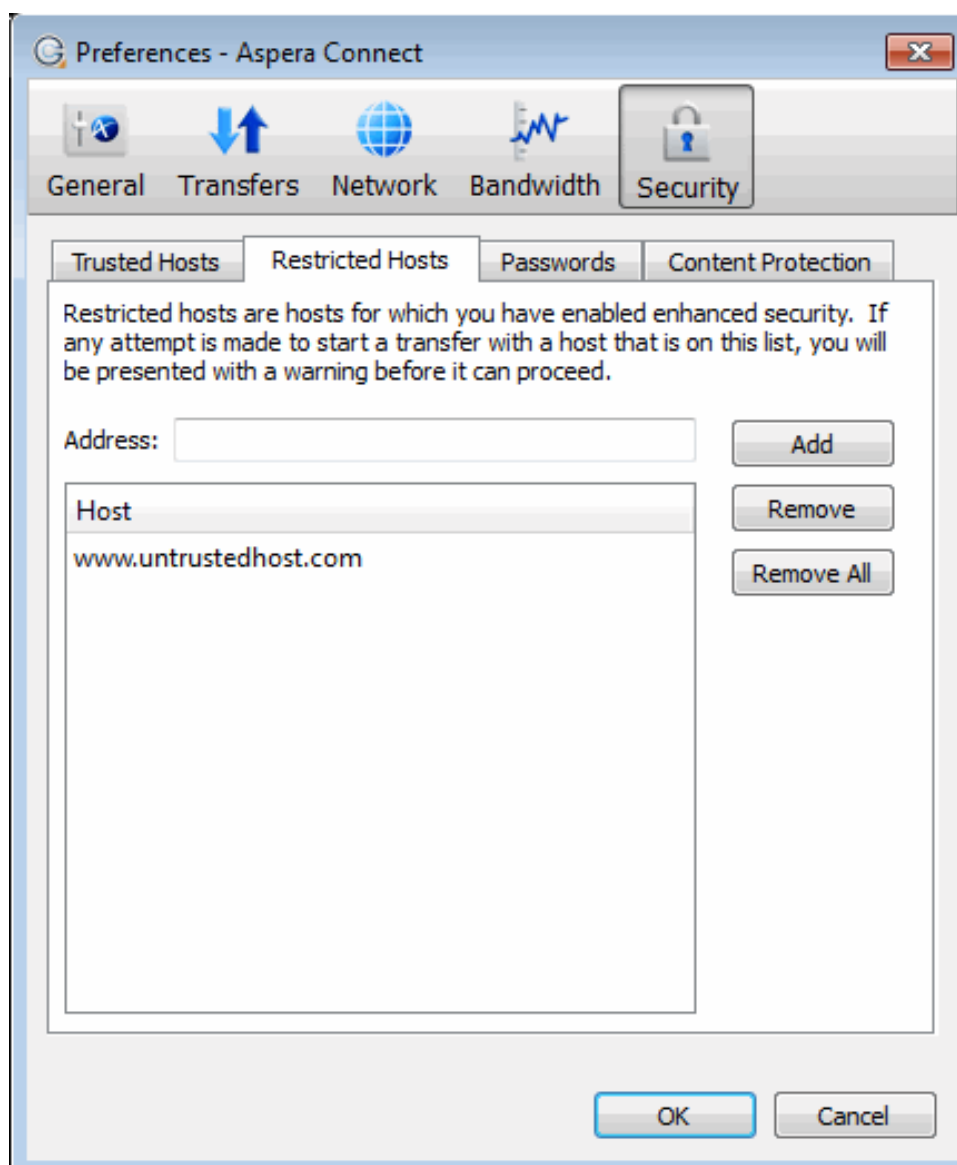 Preferences - Aspera Connect
General Transfers Network Bandwidth Security
Trusted Hosts Restricted Hosts Passwords Content Protection
Restricted hosts are hosts for which you have enabled enhanced security. If
any attempt is made to start a transfer with a host that is on this list, you will
be presented with a warning before it can proceed.
Address: Add
Host Remove
www.untrustedhost.com
Remove All
OK Cancel